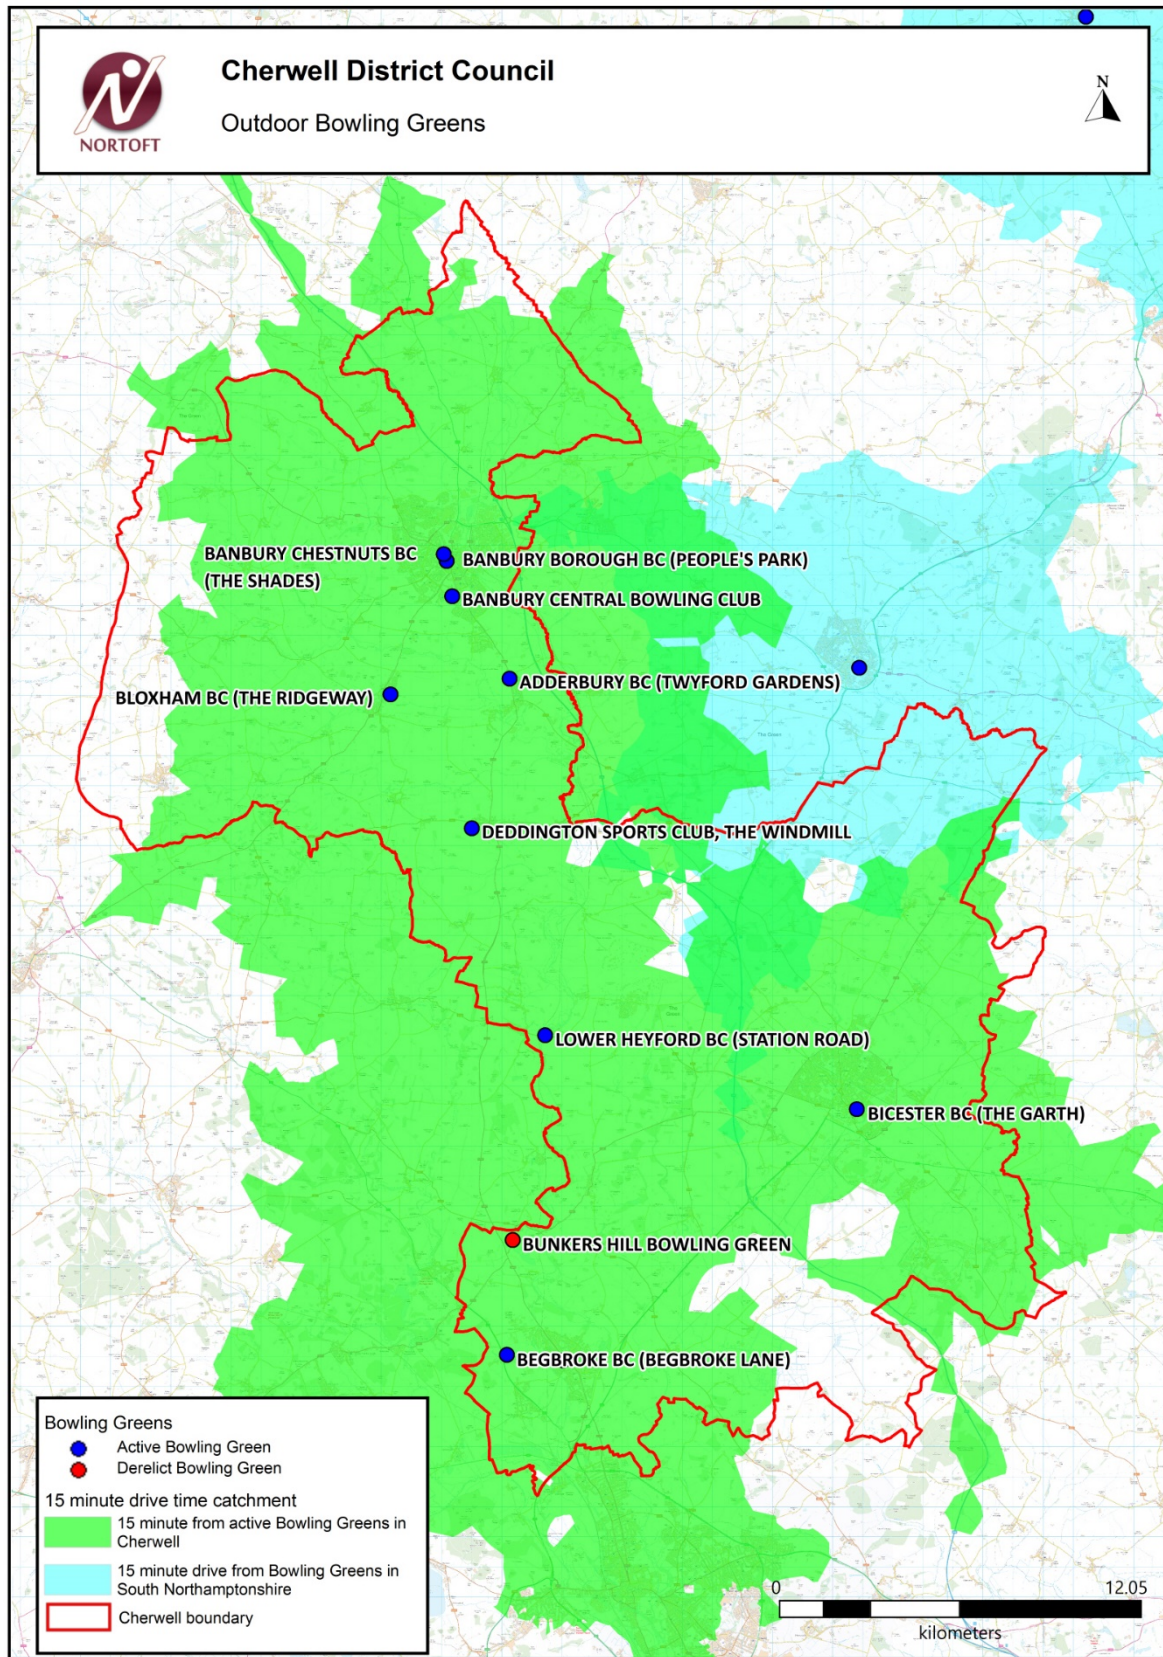 Cherwell District Council
Outdoor Bowling Greens
NORTOFT
N
BANBURY CHESTNUTS BC
(THE SHADES)
BANBURY BOROUGH BC (PEOPLE'S PARK)
BANBURY CENTRAL BOWLING CLUB
ADDERBURY BC (TWYFORD GARDENS)
BLOXHAM BC (THE RIDGEWAY)
DEDDINGTON SPORTS CLUB, THE WINDMILL
LOWER HEYFORD BC (STATION ROAD)
BICESTER BC (THE GARTH)
BUNKERS HILL BOWLING GREEN
BEGBROKE BC (BEGBROKE LANE)
Bowling Greens
Active Bowling Green
Derelict Bowling Green
15 minute drive time catchment
15 minute from active Bowling Greens in
Cherwell
15 minute drive from Bowling Greens in
South Northamptonshire
Cherwell boundary
0 12.05
kilometers